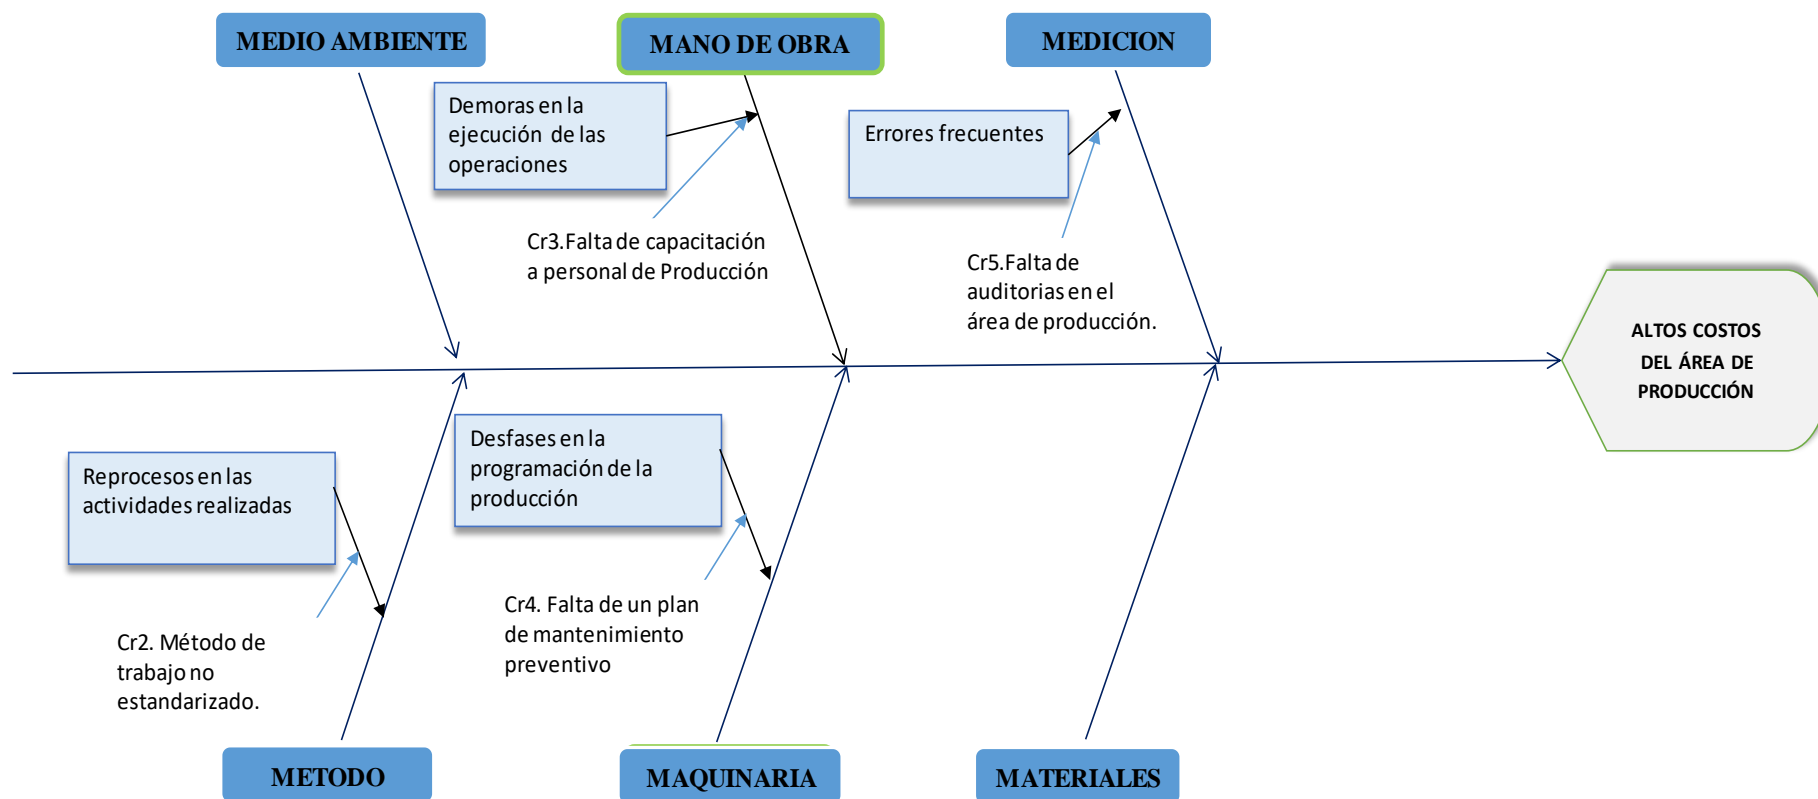 MEDIO AMBIENTE
MANO DE OBRA
MEDICION
Demoras en la
ejecución de las
operaciones
Errores frecuentes
Cr3.Falta de capacitación
a personal de Producción
Cr5.Falta de
auditorias en el
área de producción.
ALTOS COSTOS
DEL ÁREA DE
PRODUCCIÓN
Reprocesos en las
actividades realizadas
Desfases en la
programación de la
producción
Cr2. Método de
trabajo no
estandarizado.
Cr4. Falta de un plan
de mantenimiento
preventivo
METODO
MAQUINARIA
MATERIALES